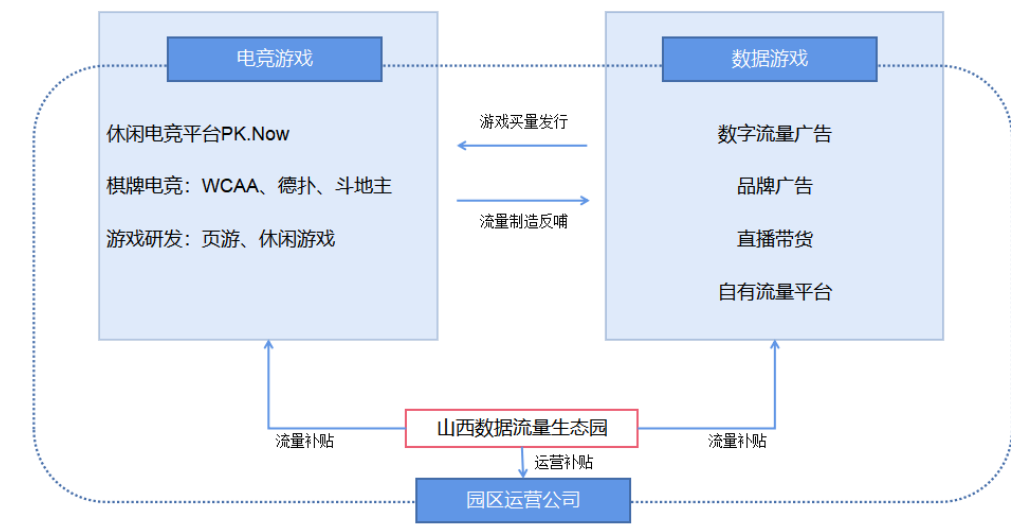 电竞游戏
数据游戏
休闲电竞平台PK.Now
棋牌电竞：WCAA、德扑、斗地主
游戏研发：页游、休闲游戏
游戏买量发行
流量制造反哺
数字流量广告
品牌广告
直播带货
自有流量平台
山西数据流量生态园
流量补贴
流量补贴
运营补贴
园区运营公司